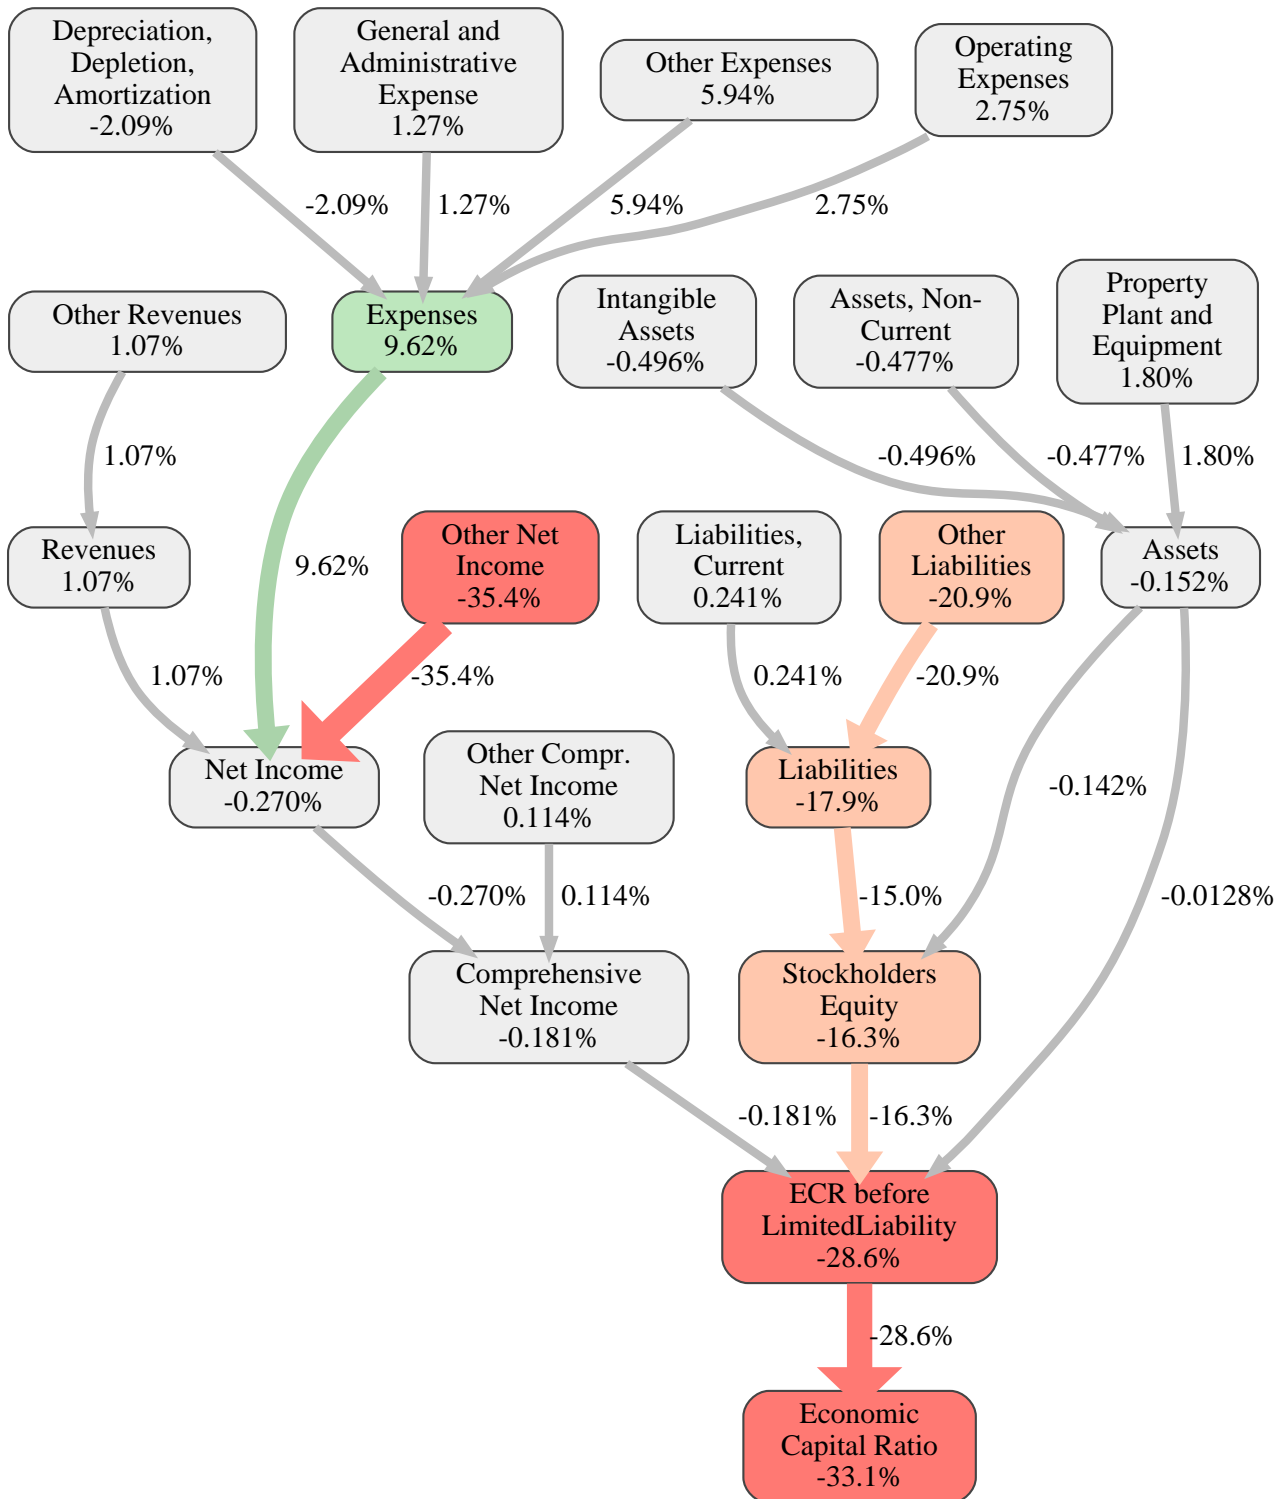 Depreciation,
Depletion,
Amortization
-2.09%
General and
Administrative
Expense
1.27%
Other Expenses
5.94%
Operating
Expenses
2.75%
-2.09%
1.27%
5.94%
2.75%
Other Revenues
1.07%
Expenses
9.62%
Intangible
Assets
-0.496%
Assets, Non-
Current
-0.477%
Property
Plant and
Equipment
1.80%
1.07%
-0.496%
-0.477%
1.80%
Revenues
1.07%
9.62%
Other Net
Income
-35.4%
Liabilities,
Current
0.241%
Other
Liabilities
-20.9%
Assets
-0.152%
1.07%
-35.4%
0.241%
-20.9%
Net Income
-0.270%
Other Compr.
Net Income
0.114%
Liabilities
-17.9%
-0.142%
-0.270%
0.114%
-15.0%
-0.0128%
Comprehensive
Net Income
-0.181%
Stockholders
Equity
-16.3%
-0.181%
-16.3%
ECR before
LimitedLiability
-28.6%
-28.6%
Economic
Capital Ratio
-33.1%